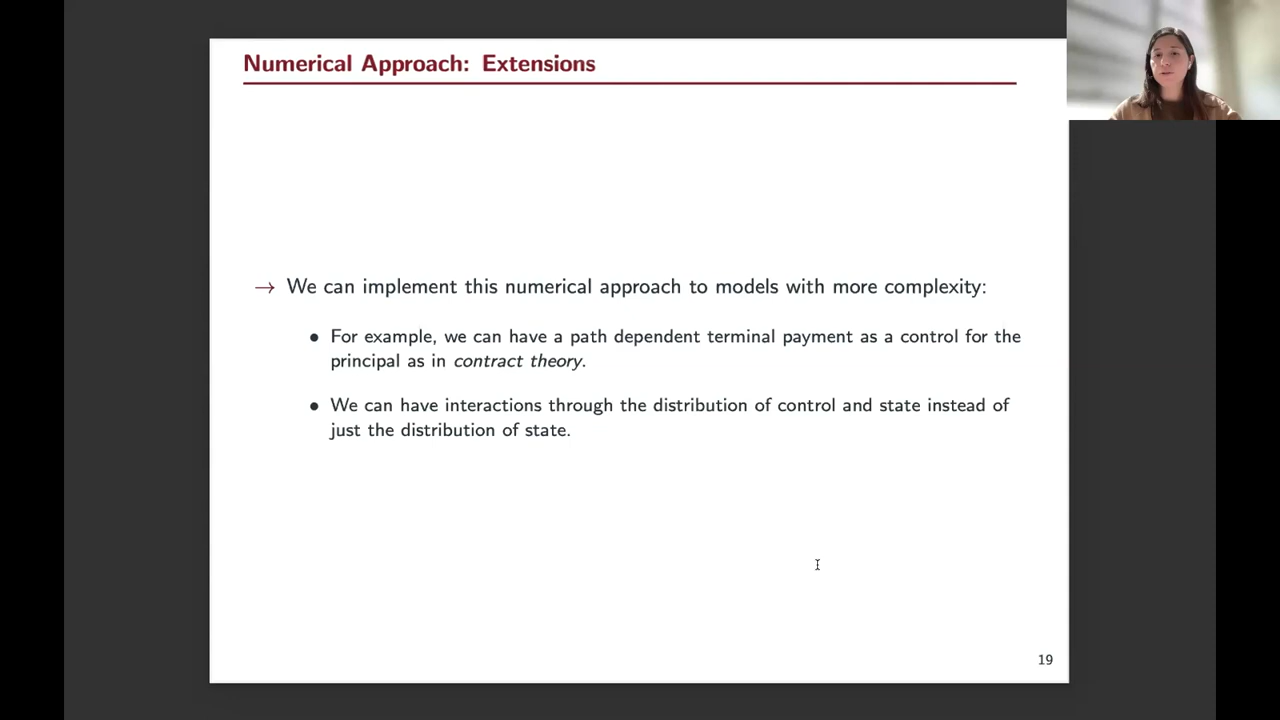 Numerical Approach: Extensions
→ We can implement this numerical approach to models with more complexity:
• For example, we can have a path dependent terminal payment as a control for the
principal as in contract theory.
• We can have interactions through the distribution of control and state instead of
just the distribution of state.
19